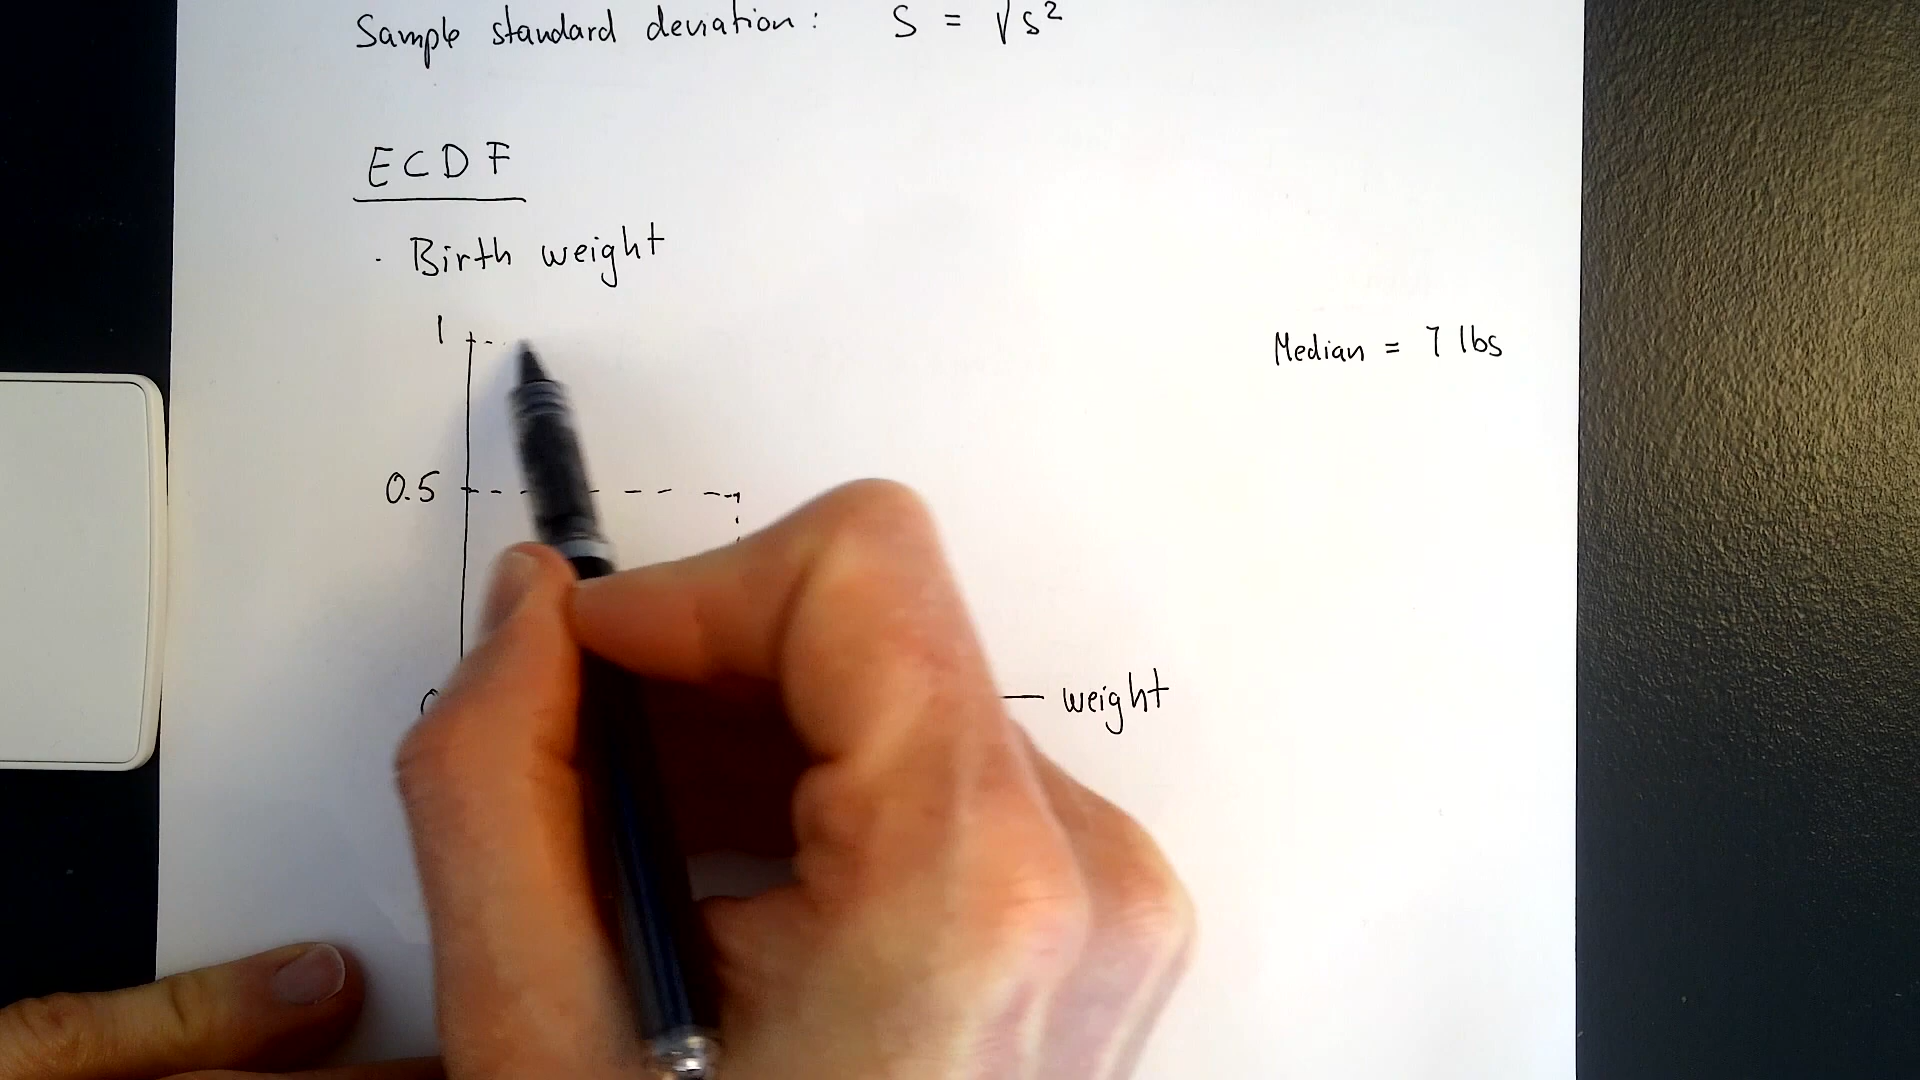 Sample standard deviation: S = √s²
ECDF
· Birth weight
1
Median = 7 lbs
0.5
weight